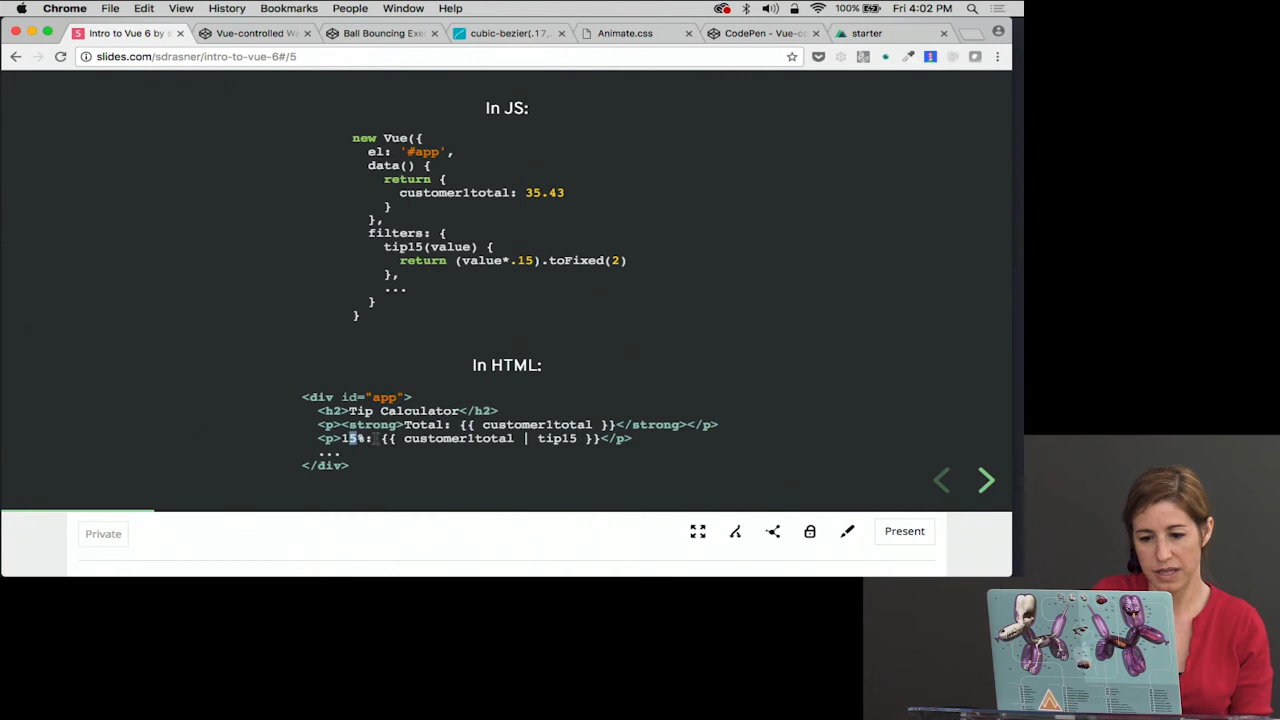 Chrome File Edit View History Bookmarks People Window Help 100% Fri 4:02 PM
Intro to Vue 6 by s Vue-controlled Wa Ball Bouncing Exer cubic-bezier(.17, Animate.css CodePen - Vue-co starter
slides.com/sdrasner/intro-to-vue-6#/5
In JS:
new Vue({
el: '#app',
data() {
return {
customer1total: 35.43
}
},
filters: {
tip15(value) {
return (value*.15).toFixed(2)
},
...
}
}
In HTML:
<div id="app">
<h2>Tip Calculator</h2>
<p><strong>Total: {{ customer1total }}</strong></p>
<p>15%: {{ customer1total | tip15 }}</p>
...
</div>
Private
Present